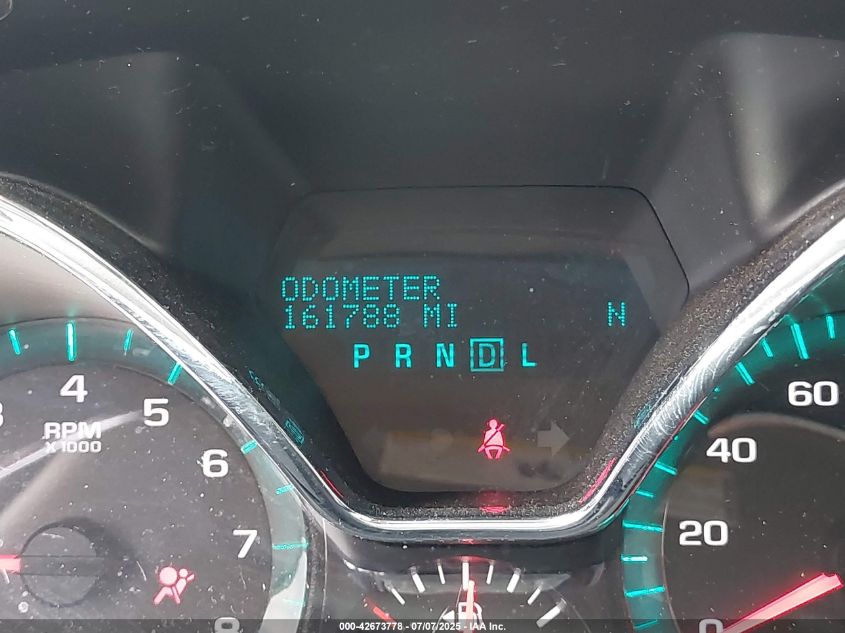 ODOMETER
161788 MI N
P R N D L
3 4 5 6 7 8
RPM
X 1000
60
40
20
0
000-42673778 - 07/07/2025 - IAA Inc.